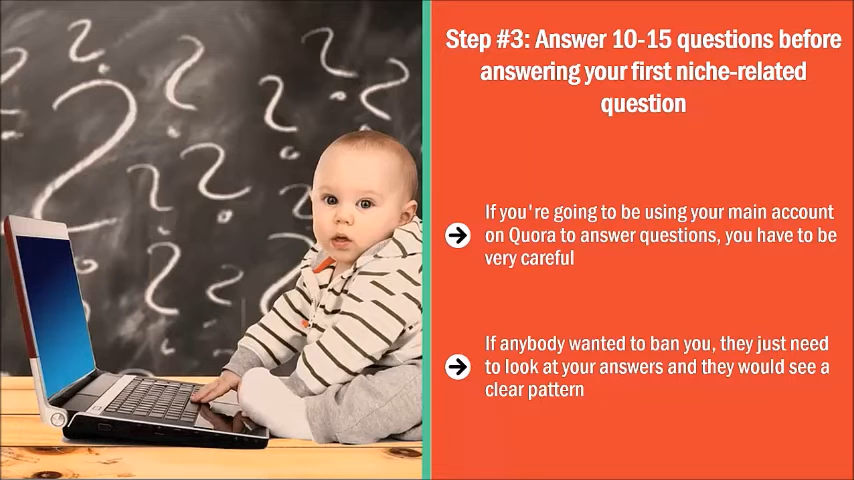 Step #3: Answer 10-15 questions before
answering your first niche-related
question
If you're going to be using your main account
on Quora to answer questions, you have to be
very careful
If anybody wanted to ban you, they just need
to look at your answers and they would see a
clear pattern